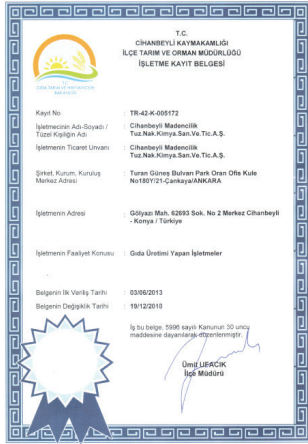 T.C.
CİHANBEYLİ KAYMAKAMLIĞI
İLÇE TARIM VE ORMAN MÜDÜRLÜĞÜ
İŞLETME KAYIT BELGESİ
T.C.
GIDA TARIM VE HAYVANCILIK
BAKANLIĞI
Kayıt No : TR-42-K-005172
İşletmecinin Adı-Soyadı / : Cihanbeyli Madencilik
Tüzel Kişiliğin Adı Tuz.Nak.Kimya.San.Ve.Tic.A.Ş.
İşletmenin Ticaret Unvanı : Cihanbeyli Madencilik
Tuz.Nak.Kimya.San.Ve.Tic.A.Ş.
Şirket, Kurum, Kuruluş : Turan Güneş Bulvarı Park Oran Ofis Kule
Merkez Adresi No180Y/21-Çankaya/ANKARA
İşletmenin Adresi : Gölyazı Mah. 62693 Sok. No 2 Merkez Cihanbeyli
- Konya / Türkiye
İşletmenin Faaliyet Konusu : Gıda Üretimi Yapan İşletmeler
Belgenin İlk Veriliş Tarihi : 03/06/2013
Belgenin Değişiklik Tarihi : 19/12/2018
İş bu belge, 5996 sayılı Kanunun 30 uncu
maddesine dayanılarak düzenlenmiştir.
Ümit UFACIK
İlçe Müdürü